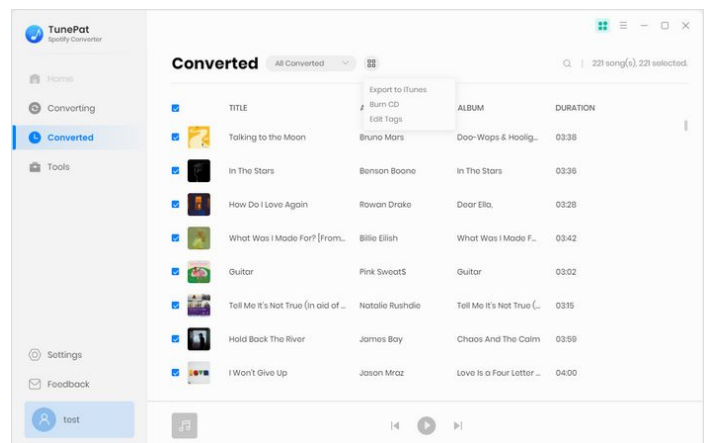 TunePat
Spotify Converter
Home
Converting
Converted
Tools
Settings
Feedback
test
Converted
All Converted
221 song(s), 221 selected.
Export to iTunes
Burn CD
Edit Tags
TITLE A ALBUM DURATION
Talking to the Moon Bruno Mars Doo-Wops & Hoolig... 03:38
In The Stars Benson Boone In The Stars 03:36
How Do I Love Again Rowan Drake Dear Ella, 03:28
What Was I Made For? [From... Billie Eilish What Was I Made F... 03:42
Guitar Pink Sweat$ Guitar 03:02
Tell Me It's Not True (In aid of ... Natalie Rushdie Tell Me It's Not True (... 03:15
Hold Back The River James Bay Chaos And The Calm 03:59
I Won't Give Up Jason Mraz Love Is a Four Letter ... 04:00